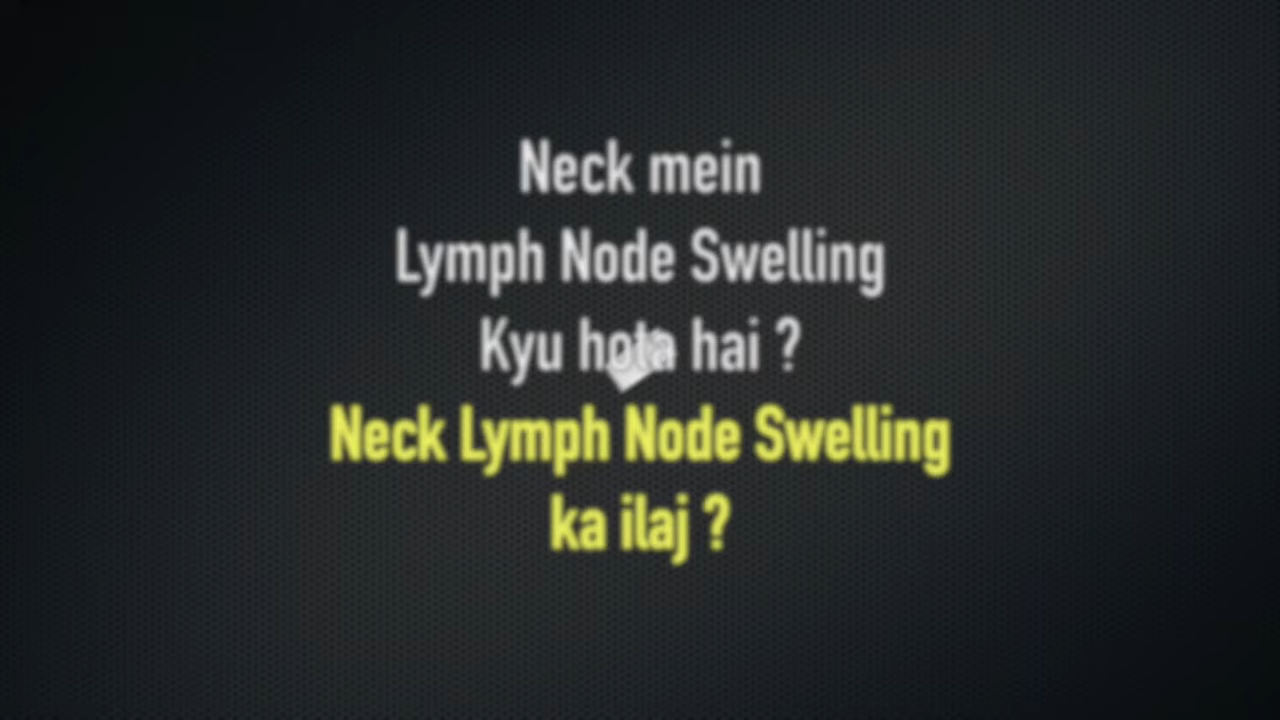 Neck mein
Lymph Node Swelling
Kyu hota hai ?
Neck Lymph Node Swelling
ka ilaj ?